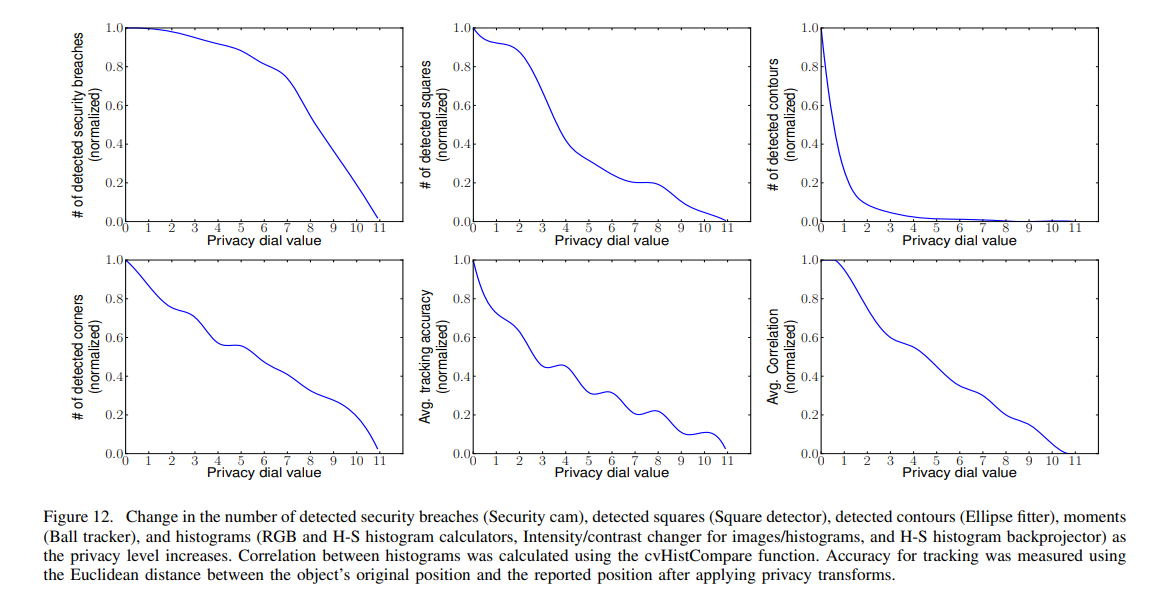 # of detected security breaches
(normalized)
1.0
0.8
0.6
0.4
0.2
0.0
0 1 2 3 4 5 6 7 8 9 10 11
Privacy dial value
# of detected squares
(normalized)
1.0
0.8
0.6
0.4
0.2
0.0
0 1 2 3 4 5 6 7 8 9 10 11
Privacy dial value
# of detected contours
(normalized)
1.0
0.8
0.6
0.4
0.2
0.0
0 1 2 3 4 5 6 7 8 9 10 11
Privacy dial value
# of detected corners
(normalized)
1.0
0.8
0.6
0.4
0.2
0.0
0 1 2 3 4 5 6 7 8 9 10 11
Privacy dial value
Avg. tracking accuracy
(normalized)
1.0
0.8
0.6
0.4
0.2
0.0
0 1 2 3 4 5 6 7 8 9 10 11
Privacy dial value
Avg. Correlation
(normalized)
1.0
0.8
0.6
0.4
0.2
0.0
0 1 2 3 4 5 6 7 8 9 10 11
Privacy dial value
Figure 12. Change in the number of detected security breaches (Security cam), detected squares (Square detector), detected contours (Ellipse fitter), moments
(Ball tracker), and histograms (RGB and H-S histogram calculators, Intensity/contrast changer for images/histograms, and H-S histogram backprojector) as
the privacy level increases. Correlation between histograms was calculated using the cvHistCompare function. Accuracy for tracking was measured using
the Euclidean distance between the object's original position and the reported position after applying privacy transforms.